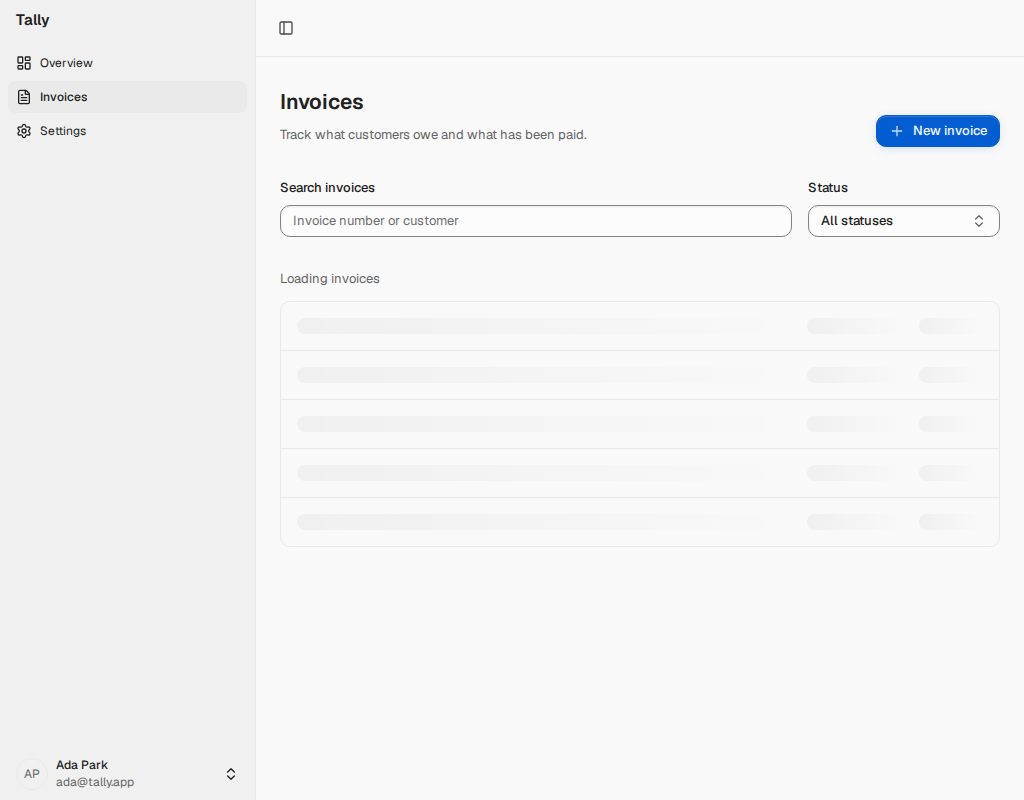 Tally
Overview
Invoices
Settings
Invoices
Track what customers owe and what has been paid.
New invoice
Search invoices
Status
Invoice number or customer
All statuses
Loading invoices
AP
Ada Park
ada@tally.app